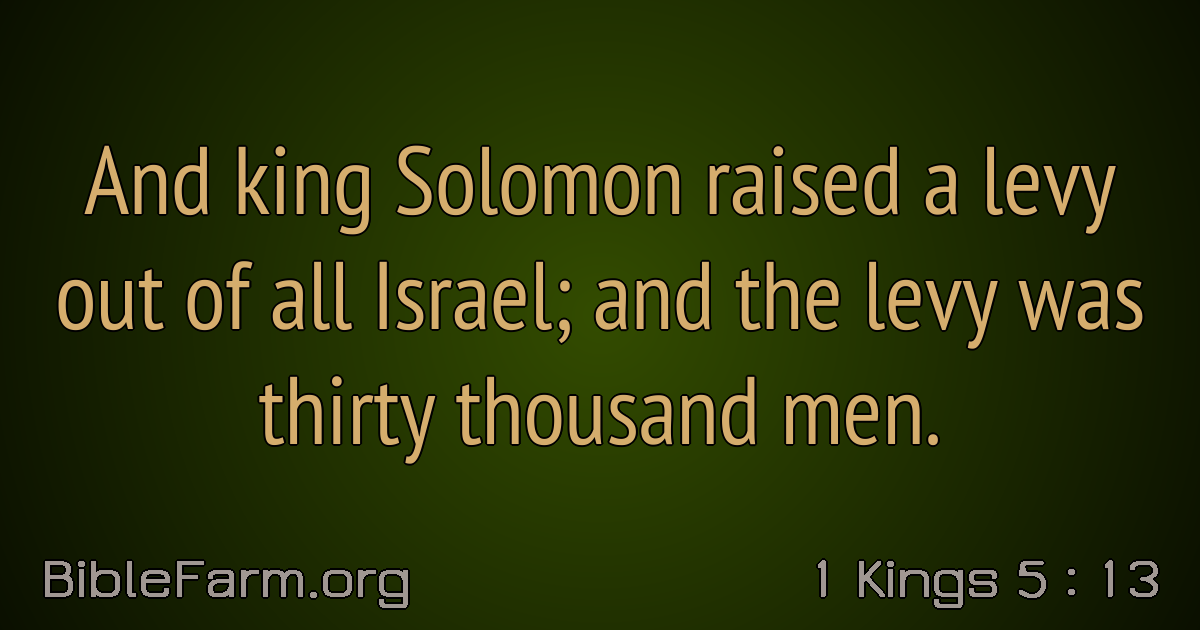 And king Solomon raised a levy
out of all Israel; and the levy was
thirty thousand men.
BibleFarm.org
1 Kings 5 : 13